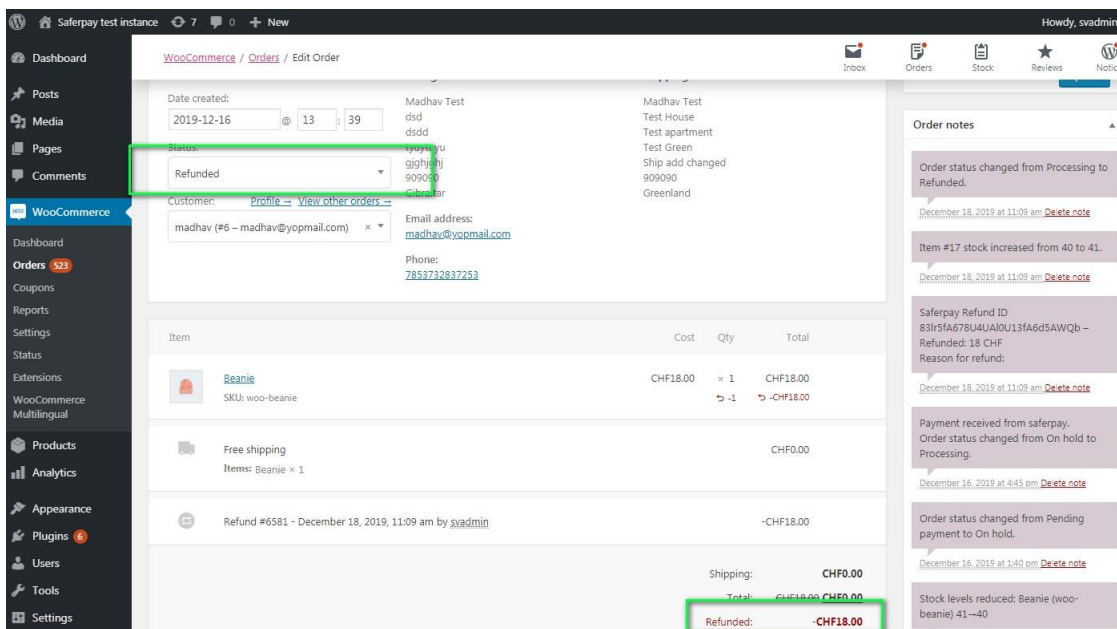 Saferpay test instance 7 0 + New
Howdy, svadmin
Dashboard
Posts
Media
Pages
Comments
WooCommerce
Dashboard
Orders 523
Coupons
Reports
Settings
Status
Extensions
WooCommerce
Multilingual
Products
Analytics
Appearance
Plugins 6
Users
Tools
Settings
WooCommerce / Orders / Edit Order
Inbox
Orders
Stock
Reviews
Date created:
2019-12-16 @ 13 : 39
Status:
Refunded
Customer: Profile → View other orders →
madhav (#6 – madhav@yopmail.com) ×
Madhav Test
dsd
dsdd
gjghjghj
909090
Gibraltar
Email address:
madhav@yopmail.com
Phone:
7853732837253
Madhav Test
Test House
Test apartment
Test Green
Ship add changed
909090
Greenland
Item Cost Qty Total
Beanie CHF18.00 × 1 CHF18.00
SKU: woo-beanie -1 -CHF18.00
Free shipping CHF0.00
Items: Beanie × 1
Refund #6581 - December 18, 2019, 11:09 am by svadmin -CHF18.00
Shipping: CHF0.00
Total: CHF18.00 CHF0.00
Refunded: -CHF18.00
Order notes
Order status changed from Processing to
Refunded.
December 18, 2019 at 11:09 am Delete note
Item #17 stock increased from 40 to 41.
December 18, 2019 at 11:09 am Delete note
Saferpay Refund ID
83lr5fA678U4UAl0U13fA6d5AWQb –
Refunded: 18 CHF
Reason for refund:
December 18, 2019 at 11:09 am Delete note
Payment received from saferpay.
Order status changed from On hold to
Processing.
December 16, 2019 at 4:45 pm Delete note
Order status changed from Pending
payment to On hold.
December 16, 2019 at 1:40 pm Delete note
Stock levels reduced: Beanie (woo-
beanie) 41→40